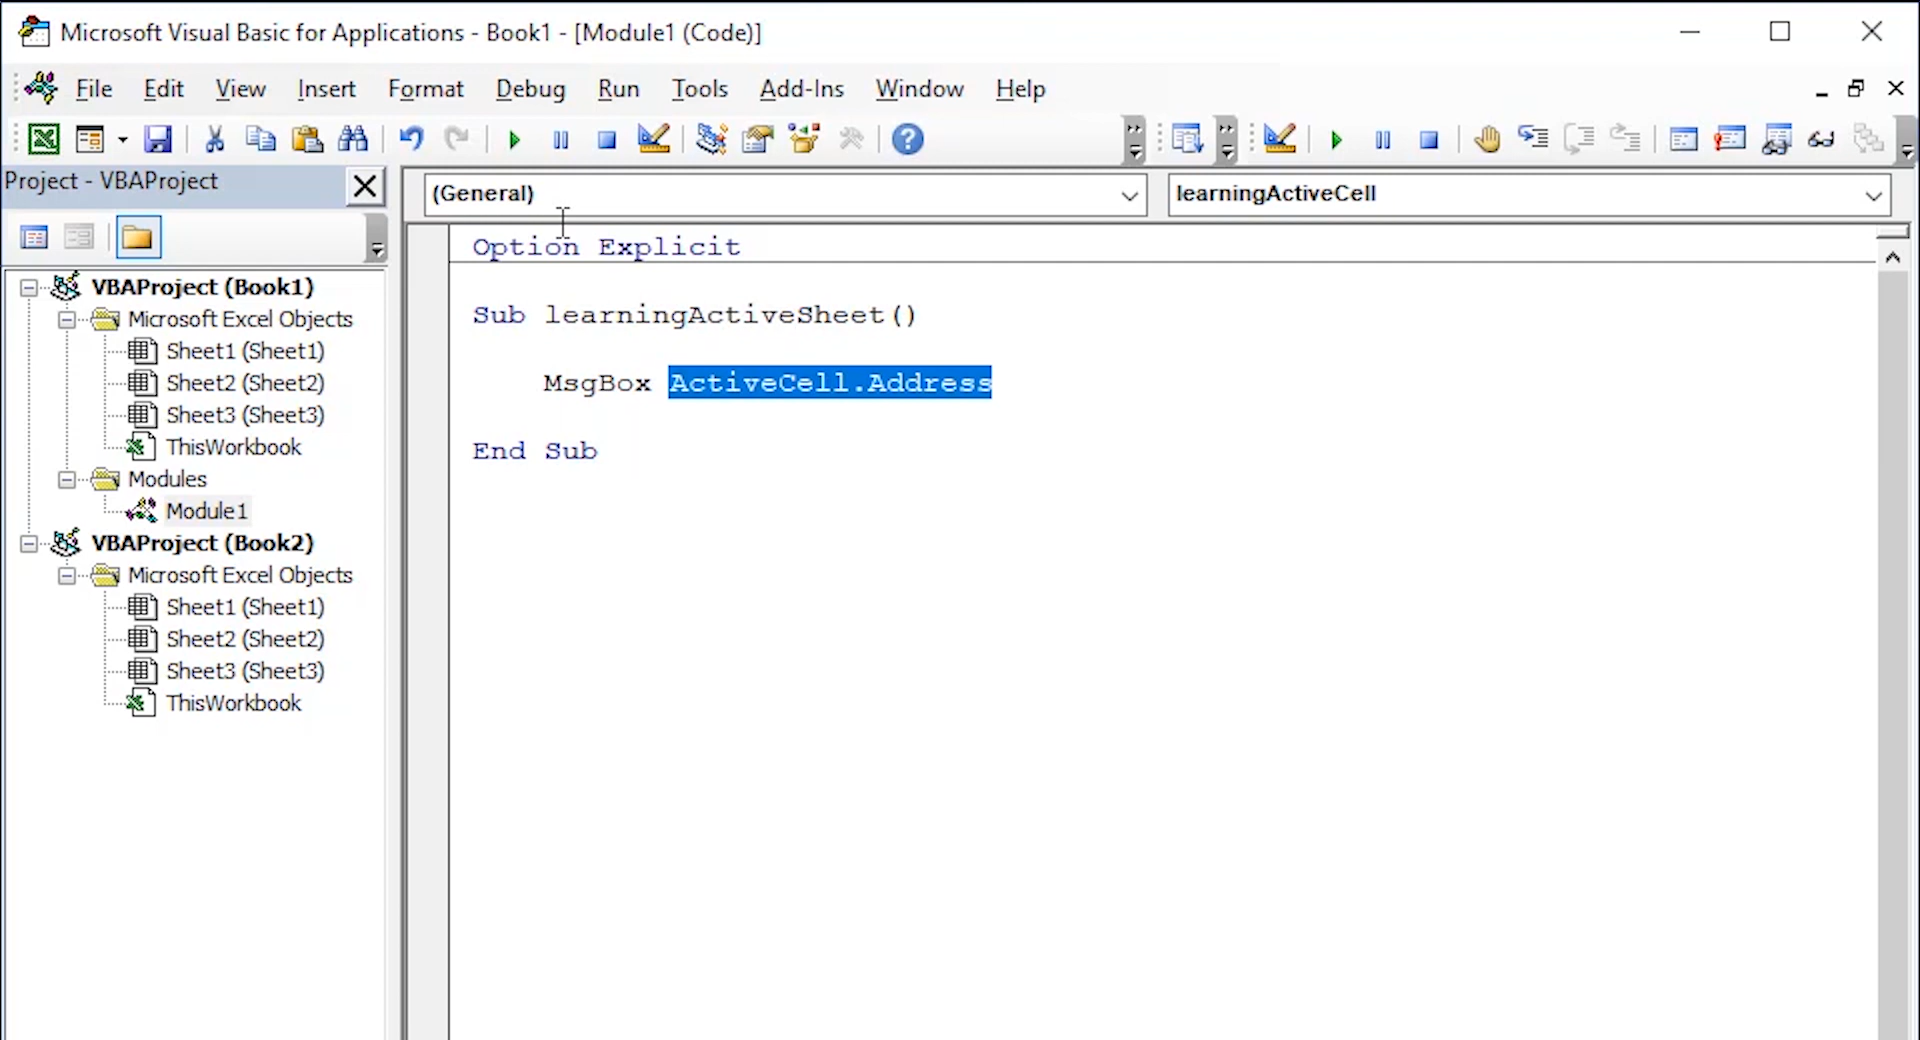 Microsoft Visual Basic for Applications - Book1 - [Module1 (Code)]
File Edit View Insert Format Debug Run Tools Add-Ins Window Help
Project - VBAProject
(General)
learningActiveCell
VBAProject (Book1)
Microsoft Excel Objects
Sheet1 (Sheet1)
Sheet2 (Sheet2)
Sheet3 (Sheet3)
ThisWorkbook
Modules
Module1
VBAProject (Book2)
Microsoft Excel Objects
Sheet1 (Sheet1)
Sheet2 (Sheet2)
Sheet3 (Sheet3)
ThisWorkbook
Option Explicit
Sub learningActiveSheet()
MsgBox ActiveCell.Address
End Sub